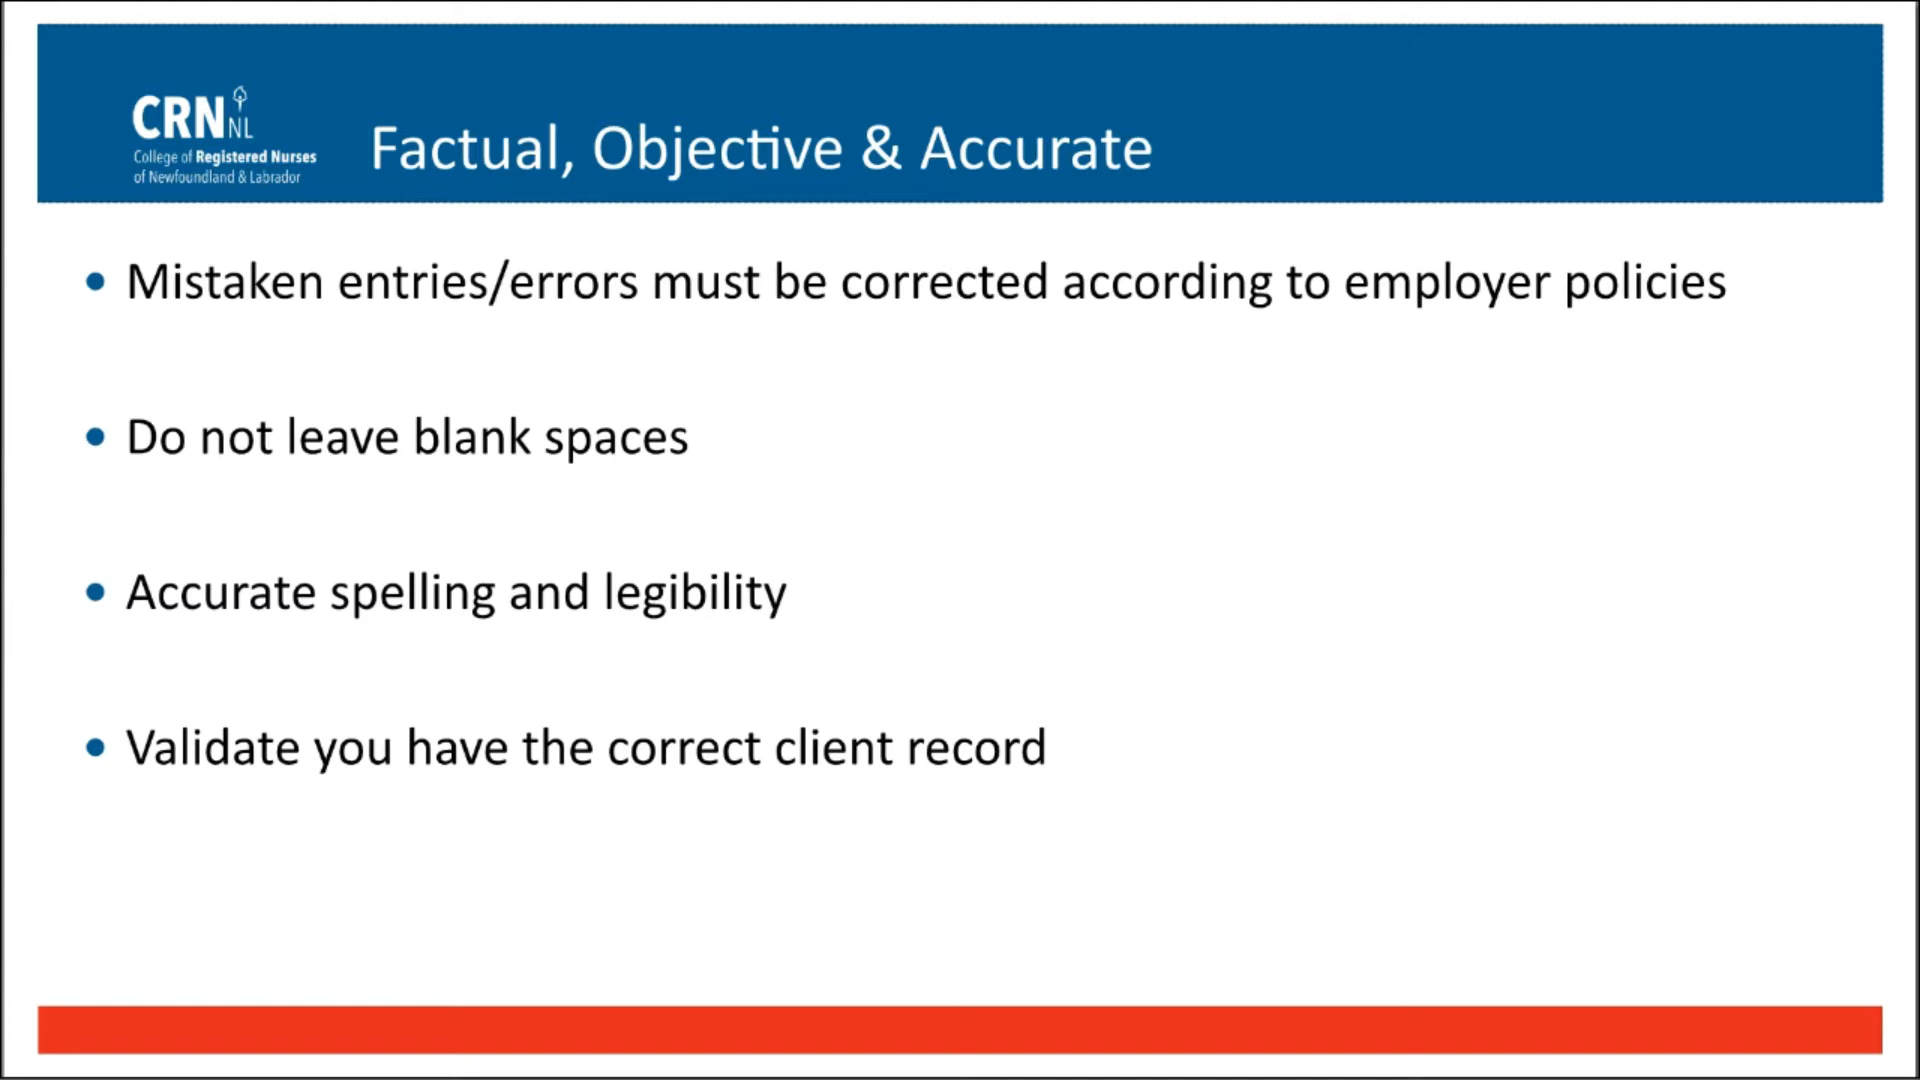 CRN NL
College of Registered Nurses
of Newfoundland & Labrador
Factual, Objective & Accurate
• Mistaken entries/errors must be corrected according to employer policies
• Do not leave blank spaces
• Accurate spelling and legibility
• Validate you have the correct client record